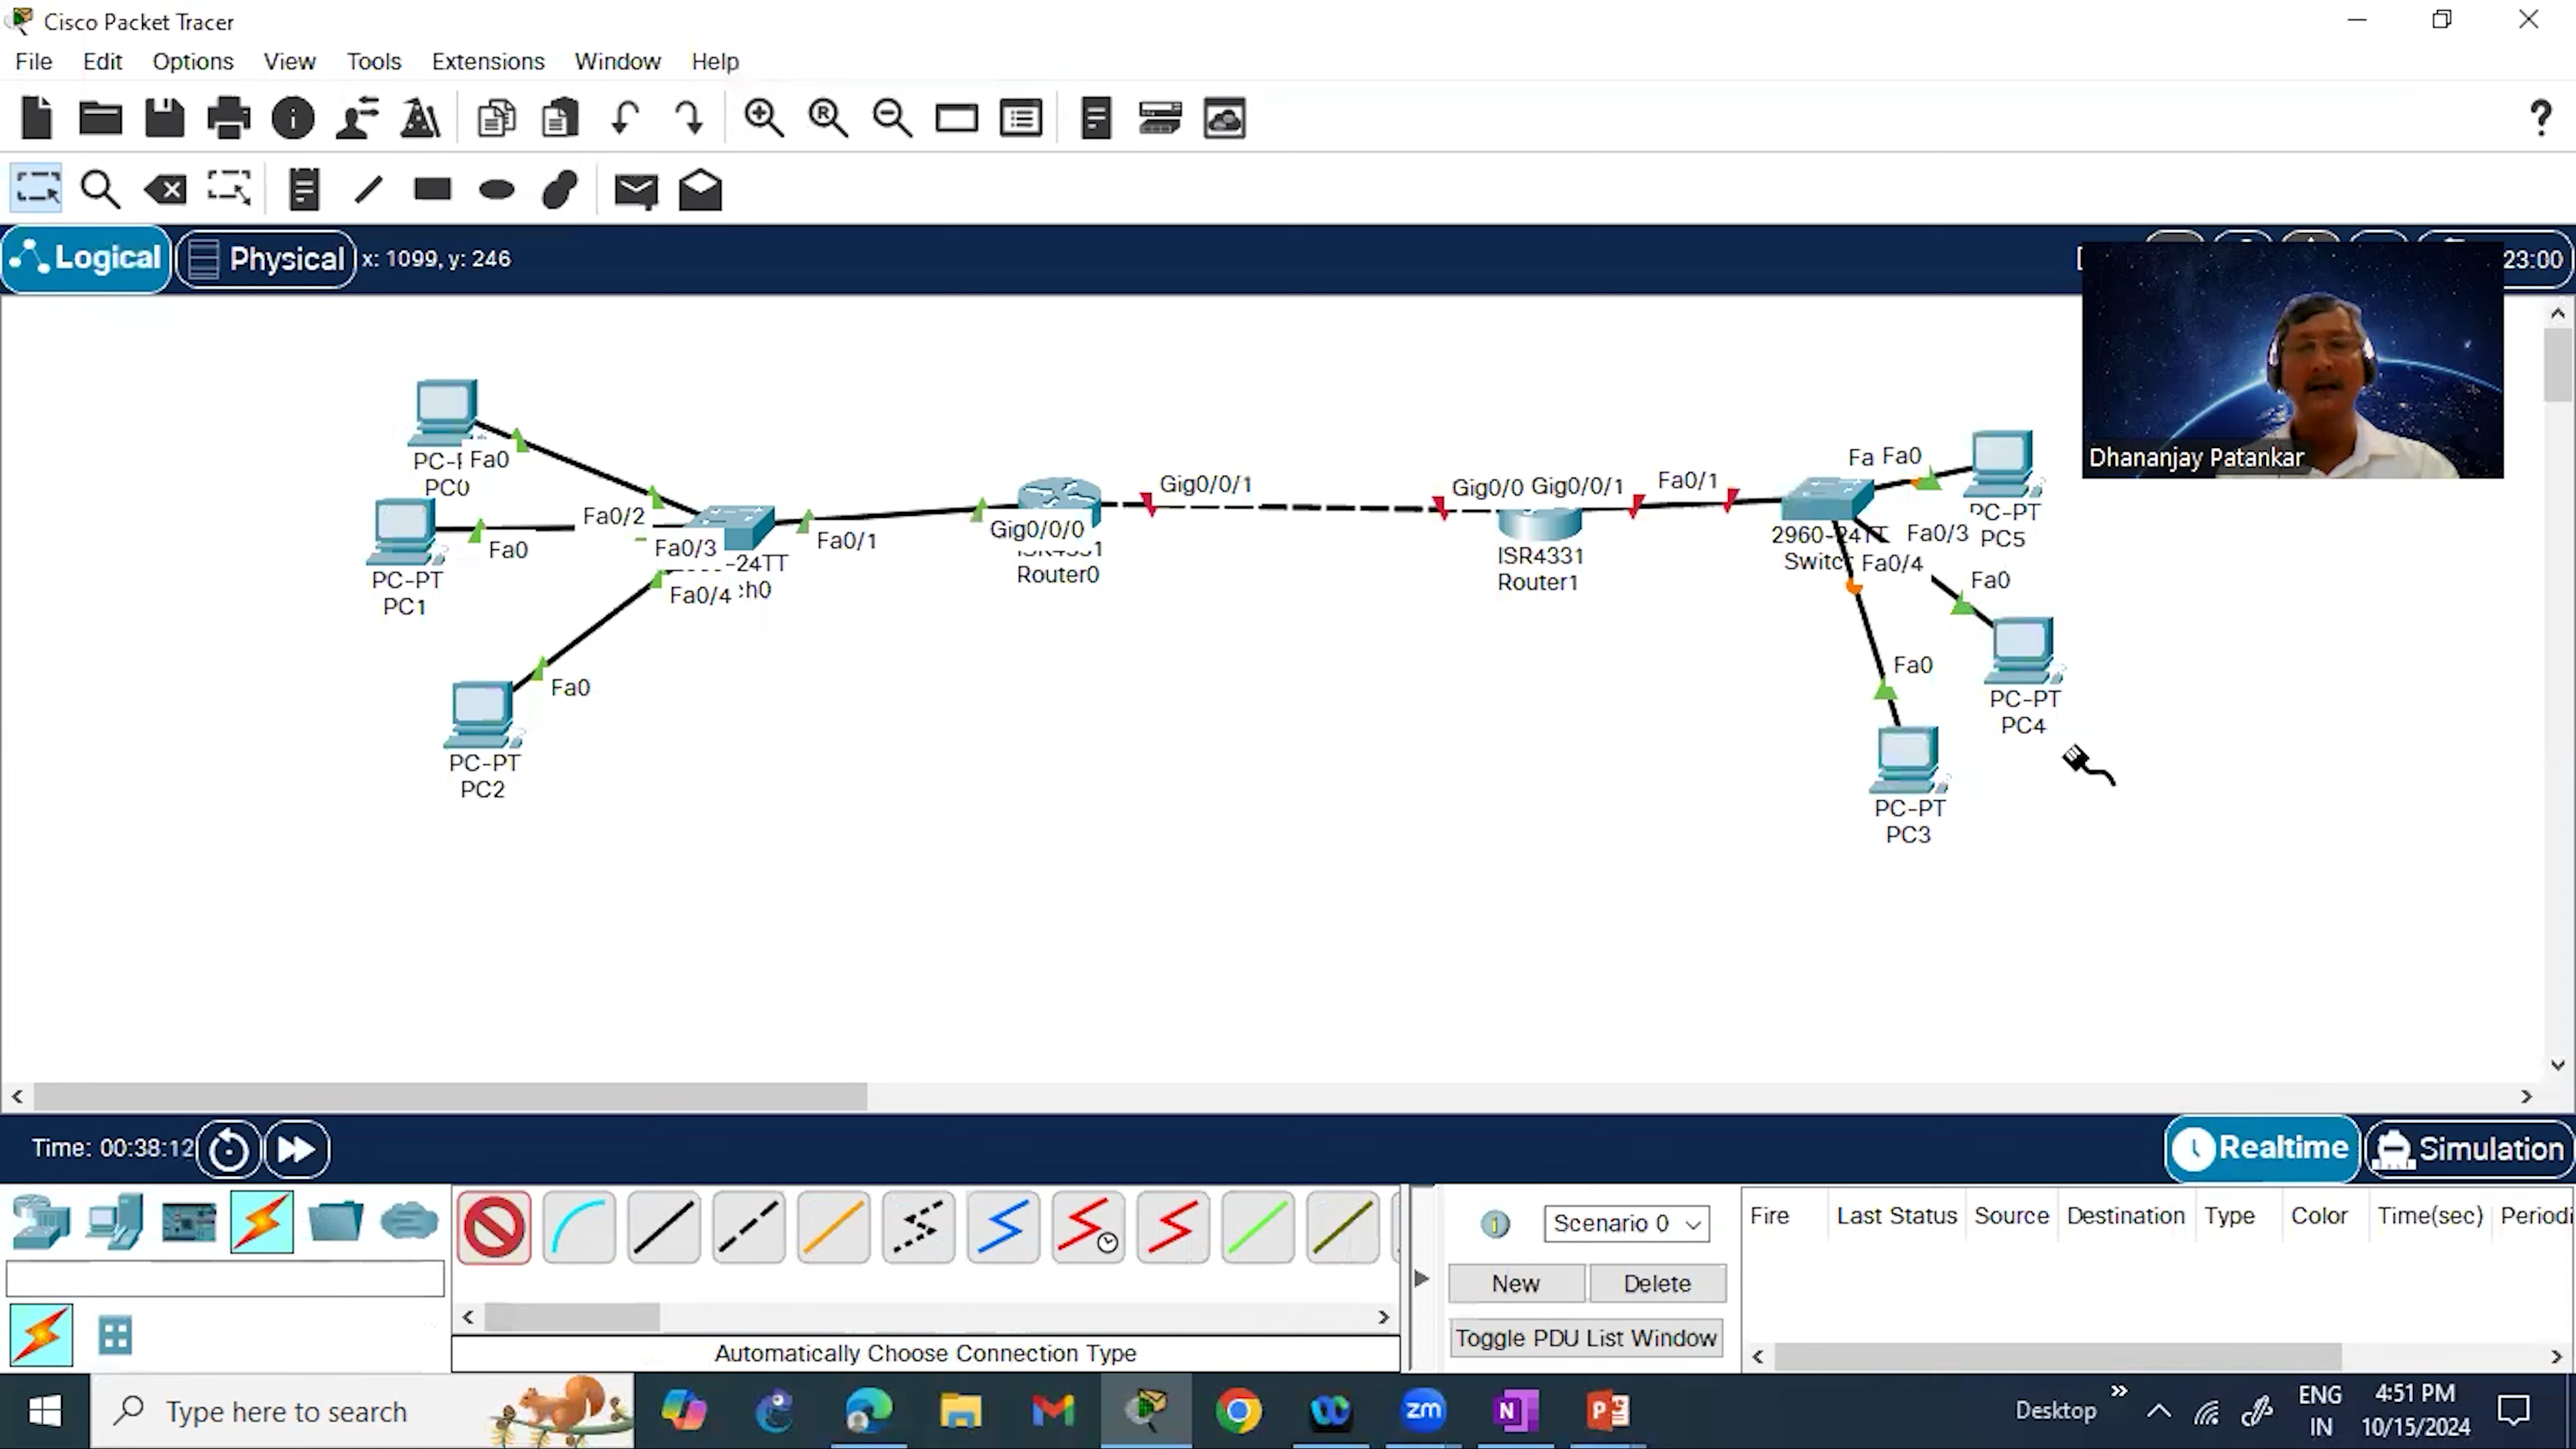 Cisco Packet Tracer
File Edit Options View Tools Extensions Window Help
Logical Physical x: 1099, y: 246
23:00
Dhananjay Patankar
PC0
Fa0
Fa0/2
PC-PT
PC1
Fa0
Fa0/3
-24TT
Fa0/4
Fa0/1
PC-PT
PC2
Fa0
Gig0/0/0
Router0
Gig0/0/1
Gig0/0 Gig0/0/1
ISR4331
Router1
Fa0/1
2960-24TT
Fa Fa0
PC-PT
PC5
Fa0/3
Fa0/4
Fa0
PC-PT
PC4
Fa0
PC-PT
PC3
Time: 00:38:12
Realtime Simulation
Scenario 0
New Delete
Toggle PDU List Window
Fire Last Status Source Destination Type Color Time(sec) Periodi
Automatically Choose Connection Type
Type here to search
zm
N
P
Desktop
ENG
IN
4:51 PM
10/15/2024